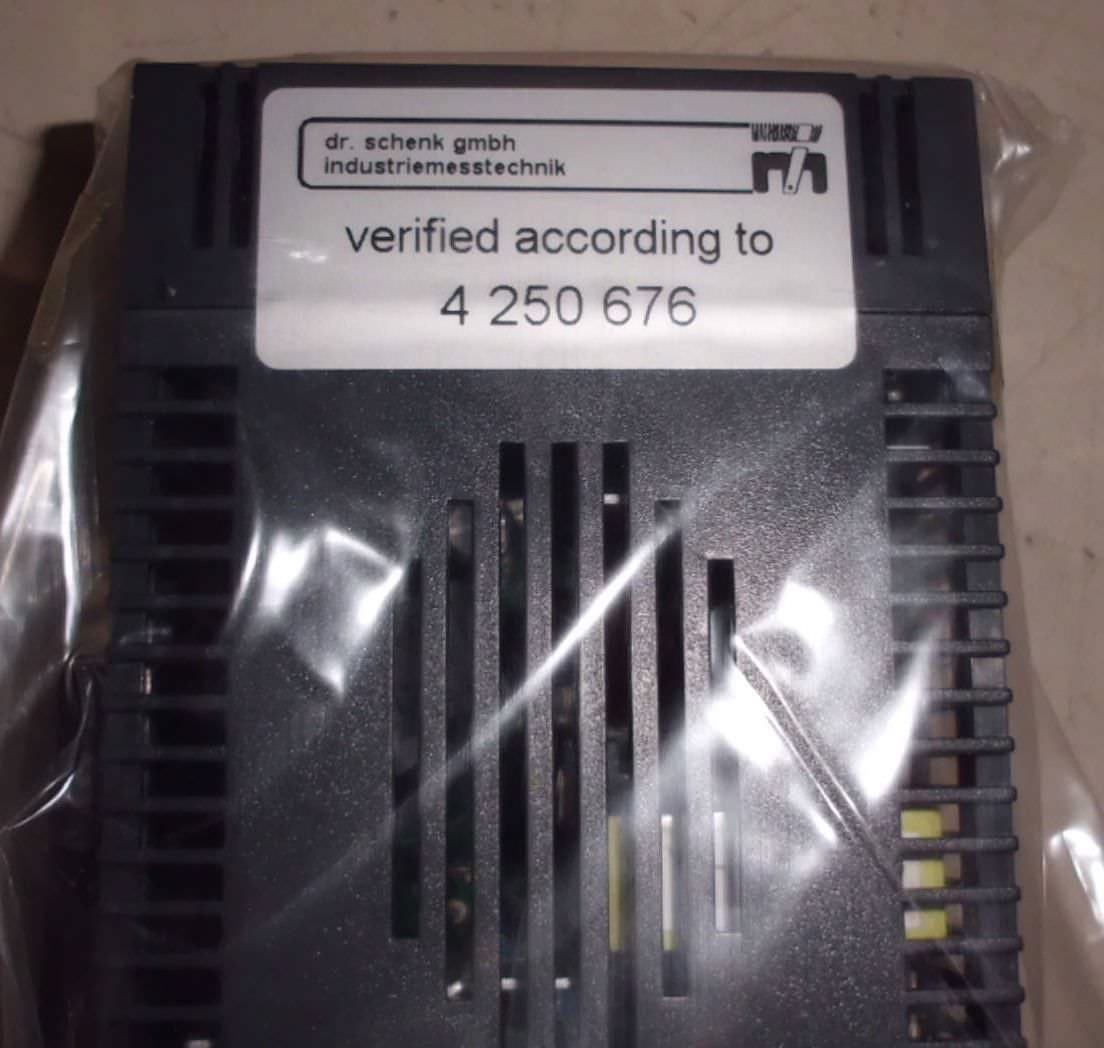 dr. schenk gmbh
industriemesstechnik
verified according to
4 250 676